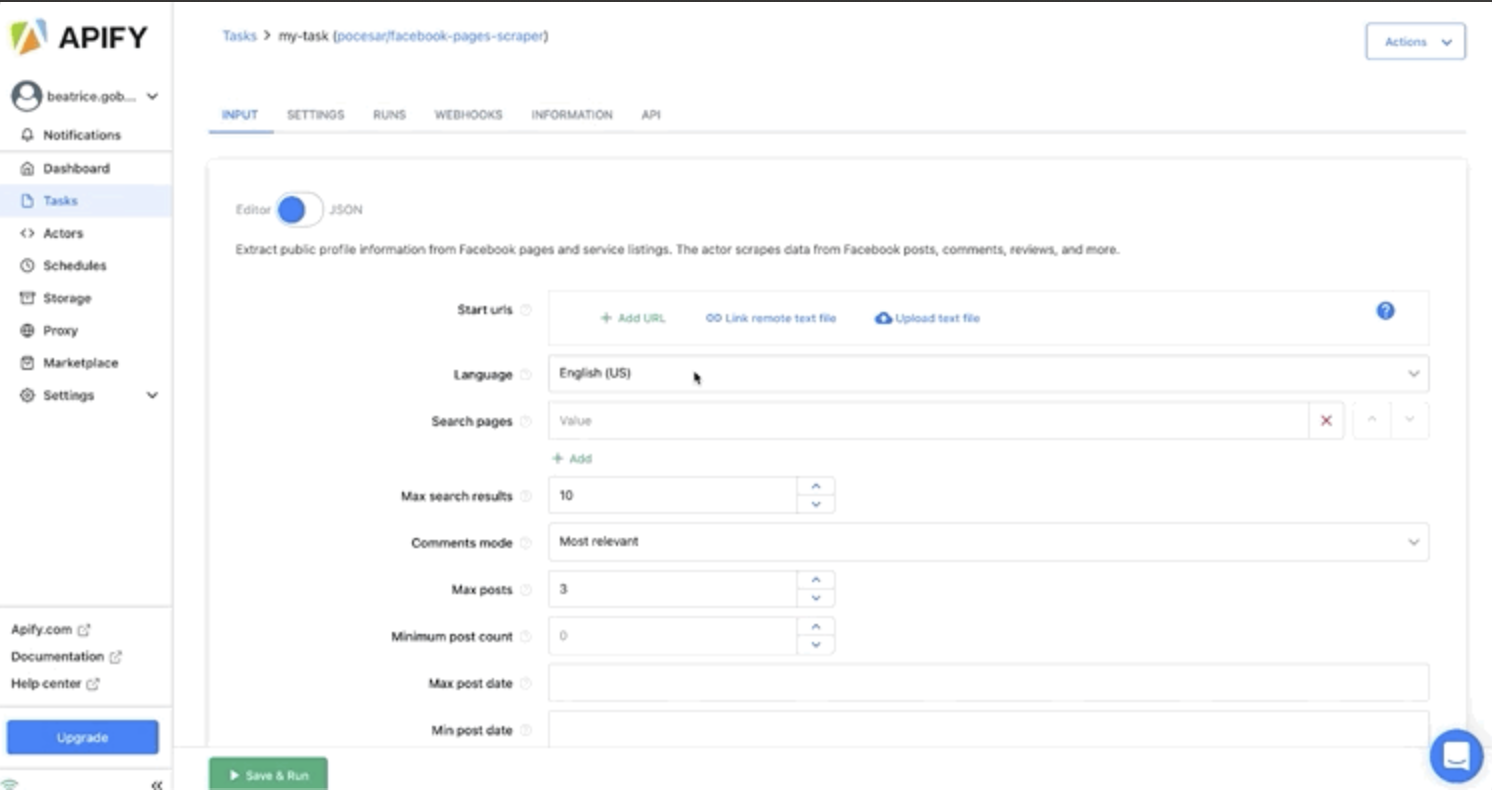 APIFY
beatrice.gob...
Notifications
Dashboard
Tasks
Actors
Schedules
Storage
Proxy
Marketplace
Settings
Apify.com
Documentation
Help center
Upgrade
Tasks > my-task (pocesar/facebook-pages-scraper)
Actions
INPUT SETTINGS RUNS WEBHOOKS INFORMATION API
Editor JSON
Extract public profile information from Facebook pages and service listings. The actor scrapes data from Facebook posts, comments, reviews, and more.
Start urls + Add URL Link remote text file Upload text file
Language English (US)
Search pages Value
+ Add
Max search results 10
Comments mode Most relevant
Max posts 3
Minimum post count 0
Max post date
Min post date
Save & Run